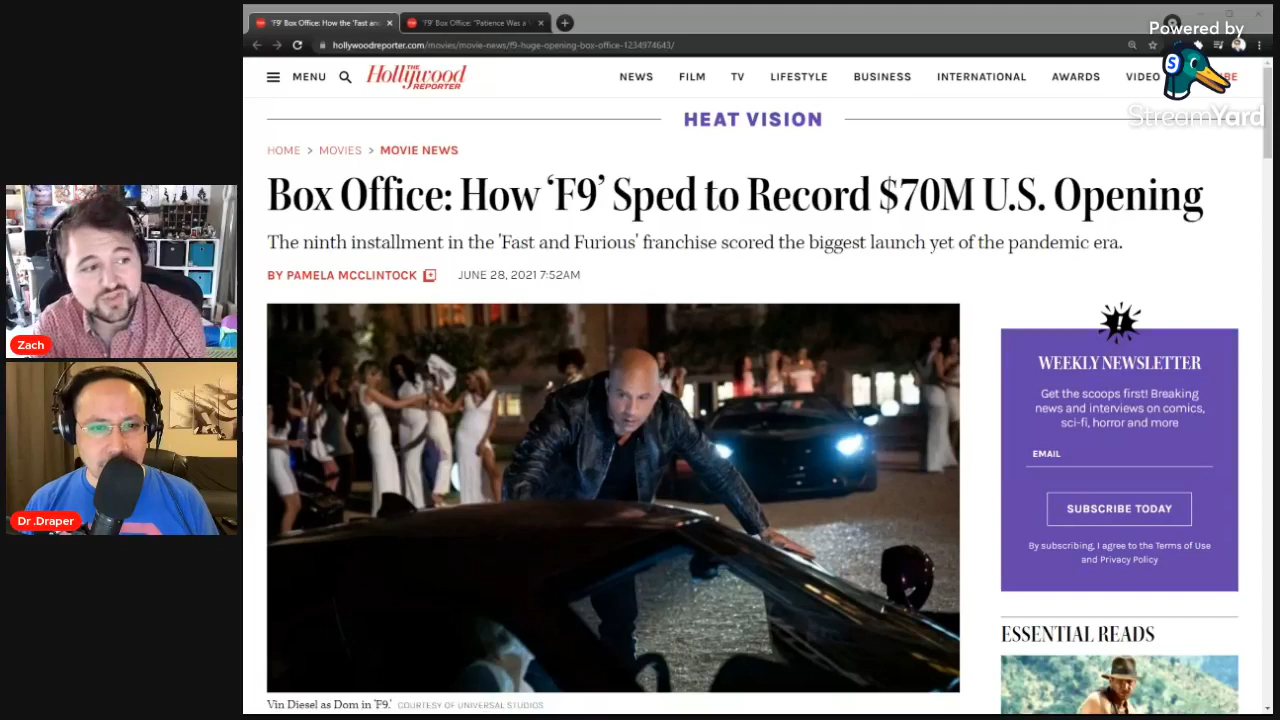 'F9' Box Office: How the 'Fast and
'F9' Box Office: "Patience Was a
Powered by
StreamYard
hollywoodreporter.com/movies/movie-news/f9-huge-opening-box-office-1234974643/
MENU
THE
Hollywood
REPORTER
NEWS FILM TV LIFESTYLE BUSINESS INTERNATIONAL AWARDS VIDEO
HEAT VISION
HOME > MOVIES > MOVIE NEWS
Box Office: How ‘F9’ Sped to Record $70M U.S. Opening
The ninth installment in the 'Fast and Furious' franchise scored the biggest launch yet of the pandemic era.
BY PAMELA MCCLINTOCK JUNE 28, 2021 7:52AM
Zach
Dr .Draper
S
!
WEEKLY NEWSLETTER
Get the scoops first! Breaking
news and interviews on comics,
sci-fi, horror and more
EMAIL
SUBSCRIBE TODAY
By subscribing, I agree to the Terms of Use
and Privacy Policy
ESSENTIAL READS
Vin Diesel as Dom in 'F9.' COURTESY OF UNIVERSAL STUDIOS